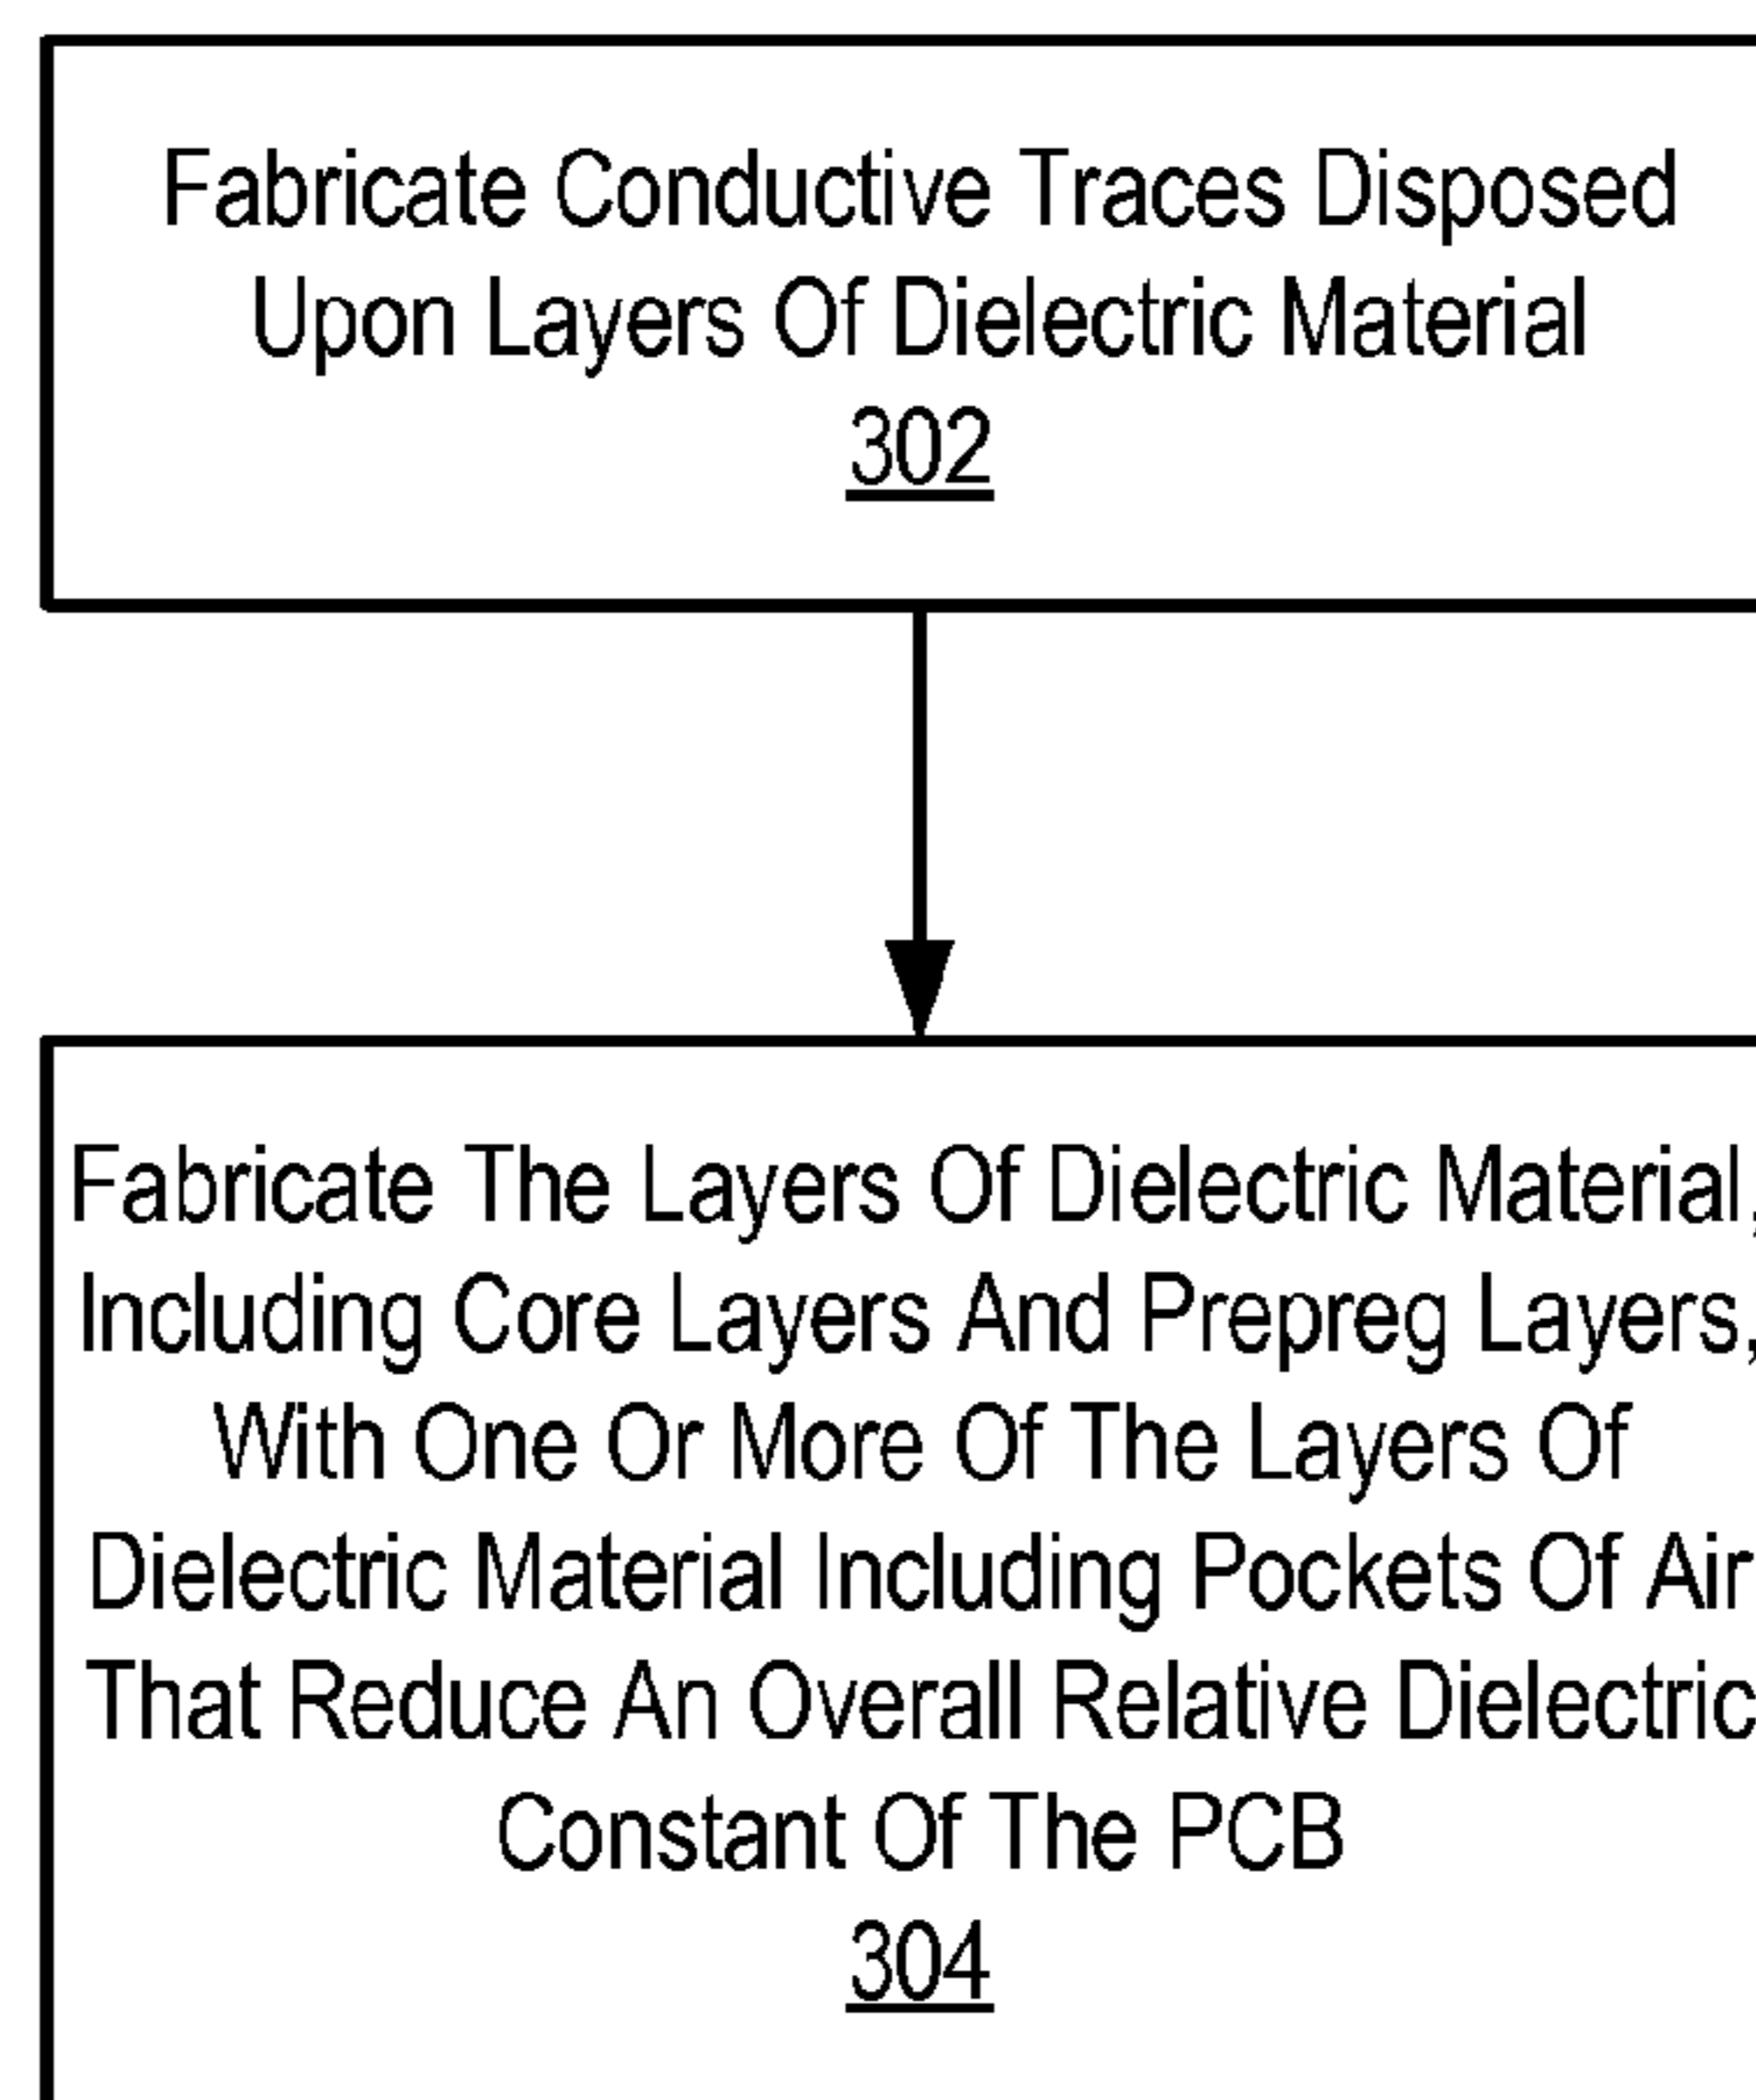 Fabricate Conductive Traces Disposed
Upon Layers Of Dielectric Material
302
Fabricate The Layers Of Dielectric Material,
Including Core Layers And Prepreg Layers,
With One Or More Of The Layers Of
Dielectric Material Including Pockets Of Air
That Reduce An Overall Relative Dielectric
Constant Of The PCB
304